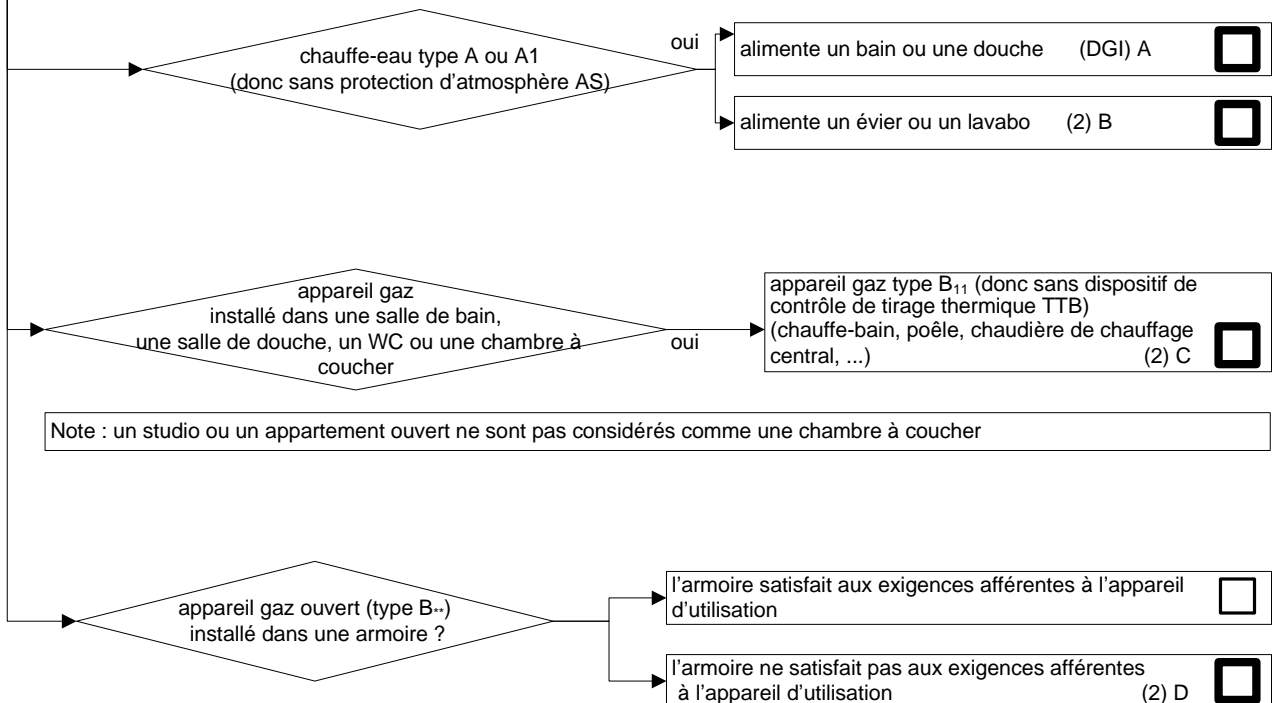 chauffe-eau type A ou A1
(donc sans protection d’atmosphère AS)
oui
alimente un bain ou une douche (DGI) A
alimente un évier ou un lavabo (2) B
appareil gaz
installé dans une salle de bain,
une salle de douche, un WC ou une chambre à
coucher
oui
appareil gaz type B₁₁ (donc sans dispositif de
contrôle de tirage thermique TTB)
(chauffe-bain, poêle, chaudière de chauffage
central, ...) (2) C
Note : un studio ou un appartement ouvert ne sont pas considérés comme une chambre à coucher
appareil gaz ouvert (type B**)
installé dans une armoire ?
l’armoire satisfait aux exigences afférentes à l’appareil
d’utilisation
l’armoire ne satisfait pas aux exigences afférentes
à l’appareil d’utilisation (2) D